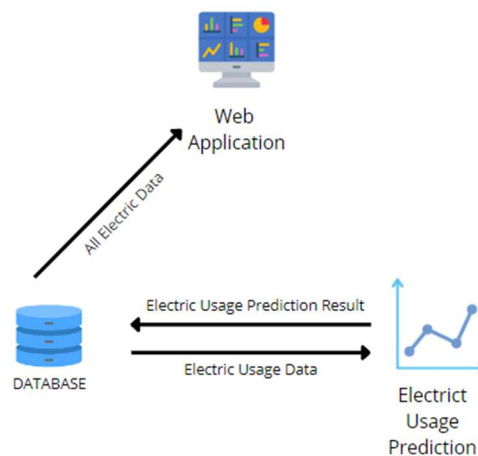 Web
Application
All Electric Data
Electric Usage Prediction Result
Electric Usage Data
DATABASE
Electrict
Usage
Prediction